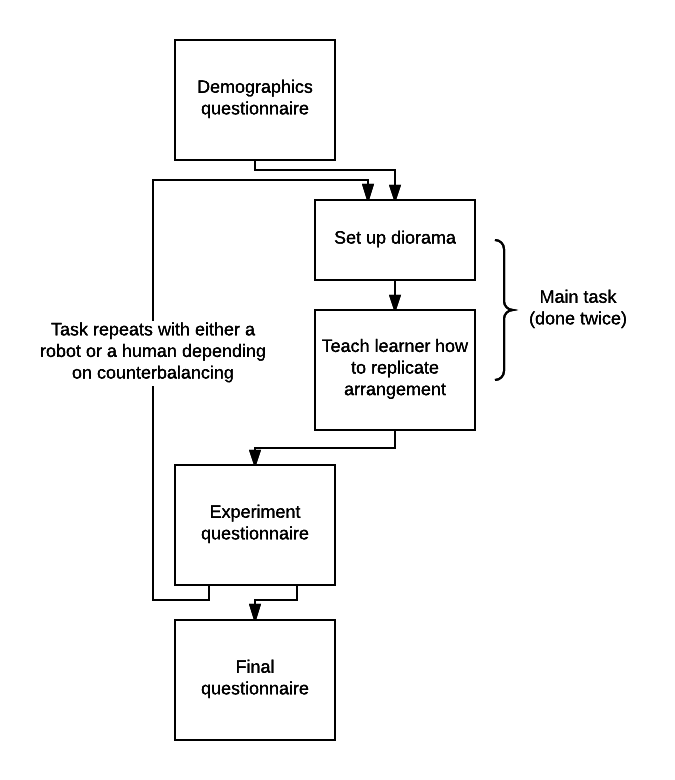 Demographics
questionnaire
Set up diorama
Main task
(done twice)
Task repeats with either a
robot or a human depending
on counterbalancing
Teach learner how
to replicate
arrangement
Experiment
questionnaire
Final
questionnaire